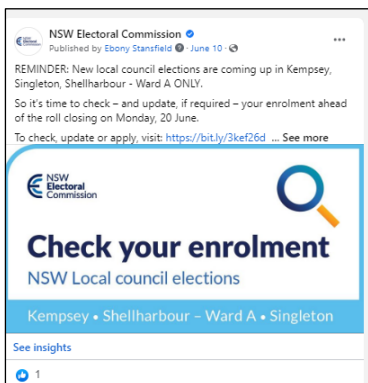 NSW Electoral Commission
Published by Ebony Stansfield · June 10 ·
REMINDER: New local council elections are coming up in Kempsey,
Singleton, Shellharbour - Ward A ONLY.
So it's time to check – and update, if required – your enrolment ahead
of the roll closing on Monday, 20 June.
To check, update or apply, visit: https://bit.ly/3kef26d ... See more
NSW
Electoral
Commission
Check your enrolment
NSW Local council elections
Kempsey • Shellharbour – Ward A • Singleton
See insights
1